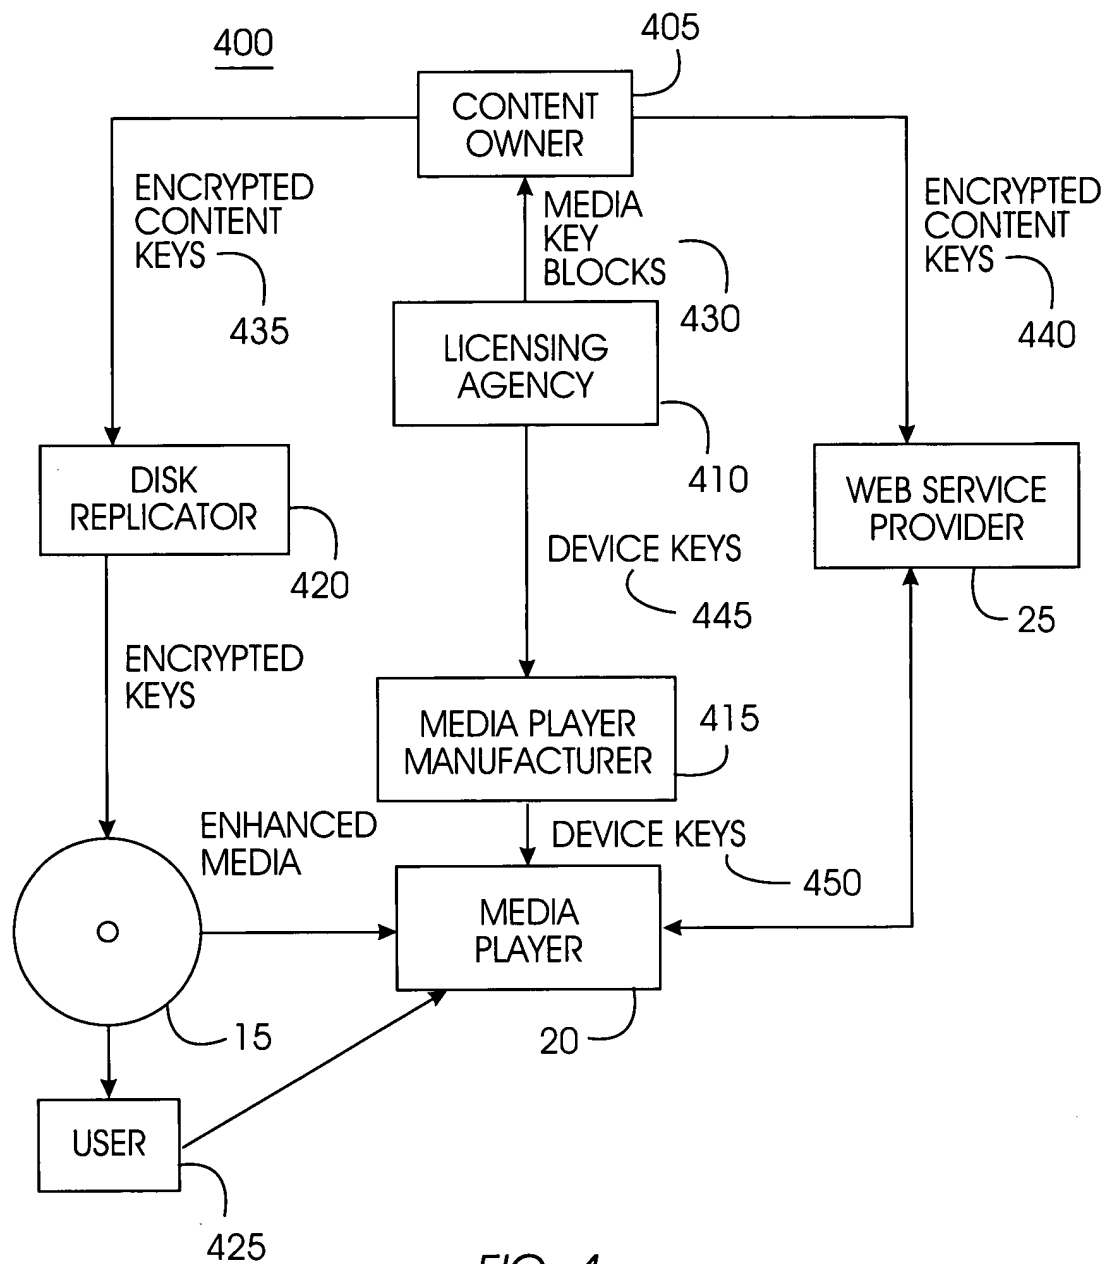 400
405
CONTENT
OWNER
ENCRYPTED
CONTENT
KEYS
435
MEDIA
KEY
BLOCKS
430
ENCRYPTED
CONTENT
KEYS
440
LICENSING
AGENCY
410
DISK
REPLICATOR
420
WEB SERVICE
PROVIDER
25
DEVICE KEYS
445
ENCRYPTED
KEYS
MEDIA PLAYER
MANUFACTURER
415
ENHANCED
MEDIA
DEVICE KEYS
450
MEDIA
PLAYER
20
15
USER
425
FIG. 4